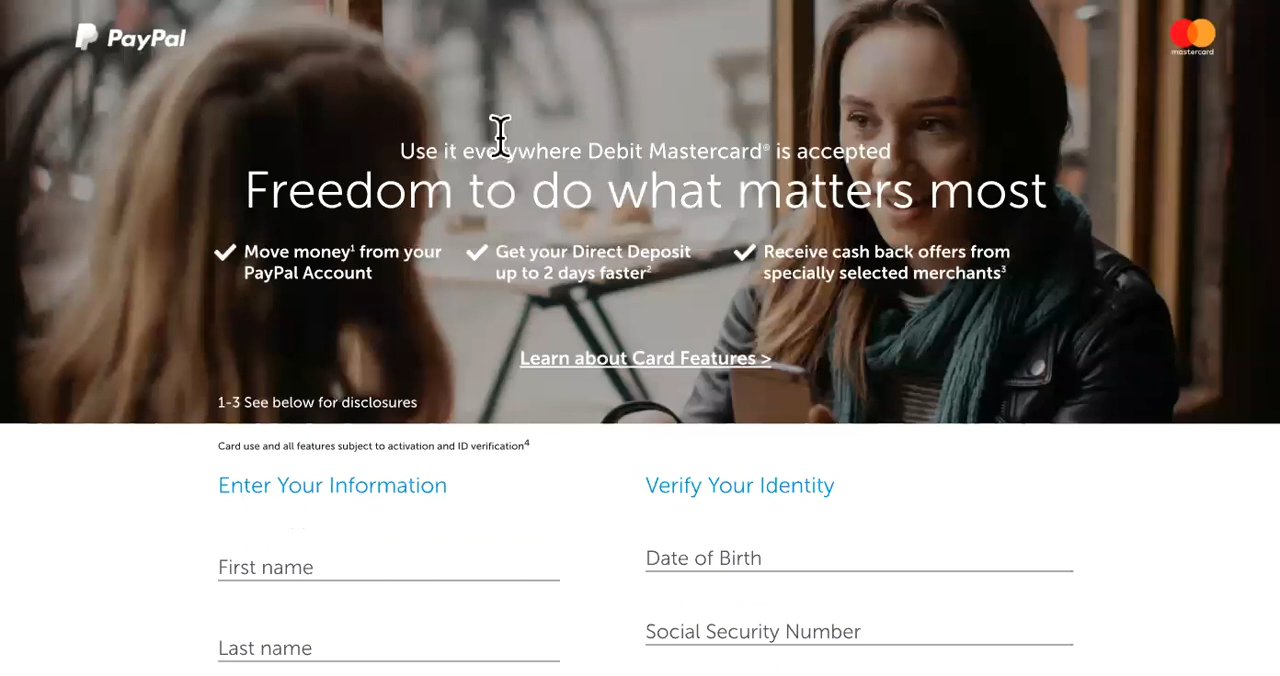 PayPal
mastercard
Use it everywhere Debit Mastercard® is accepted
Freedom to do what matters most
Move money¹ from your
PayPal Account
Get your Direct Deposit
up to 2 days faster²
Receive cash back offers from
specially selected merchants³
Learn about Card Features >
1-3 See below for disclosures
Card use and all features subject to activation and ID verification⁴
Enter Your Information
First name
Last name
Verify Your Identity
Date of Birth
Social Security Number